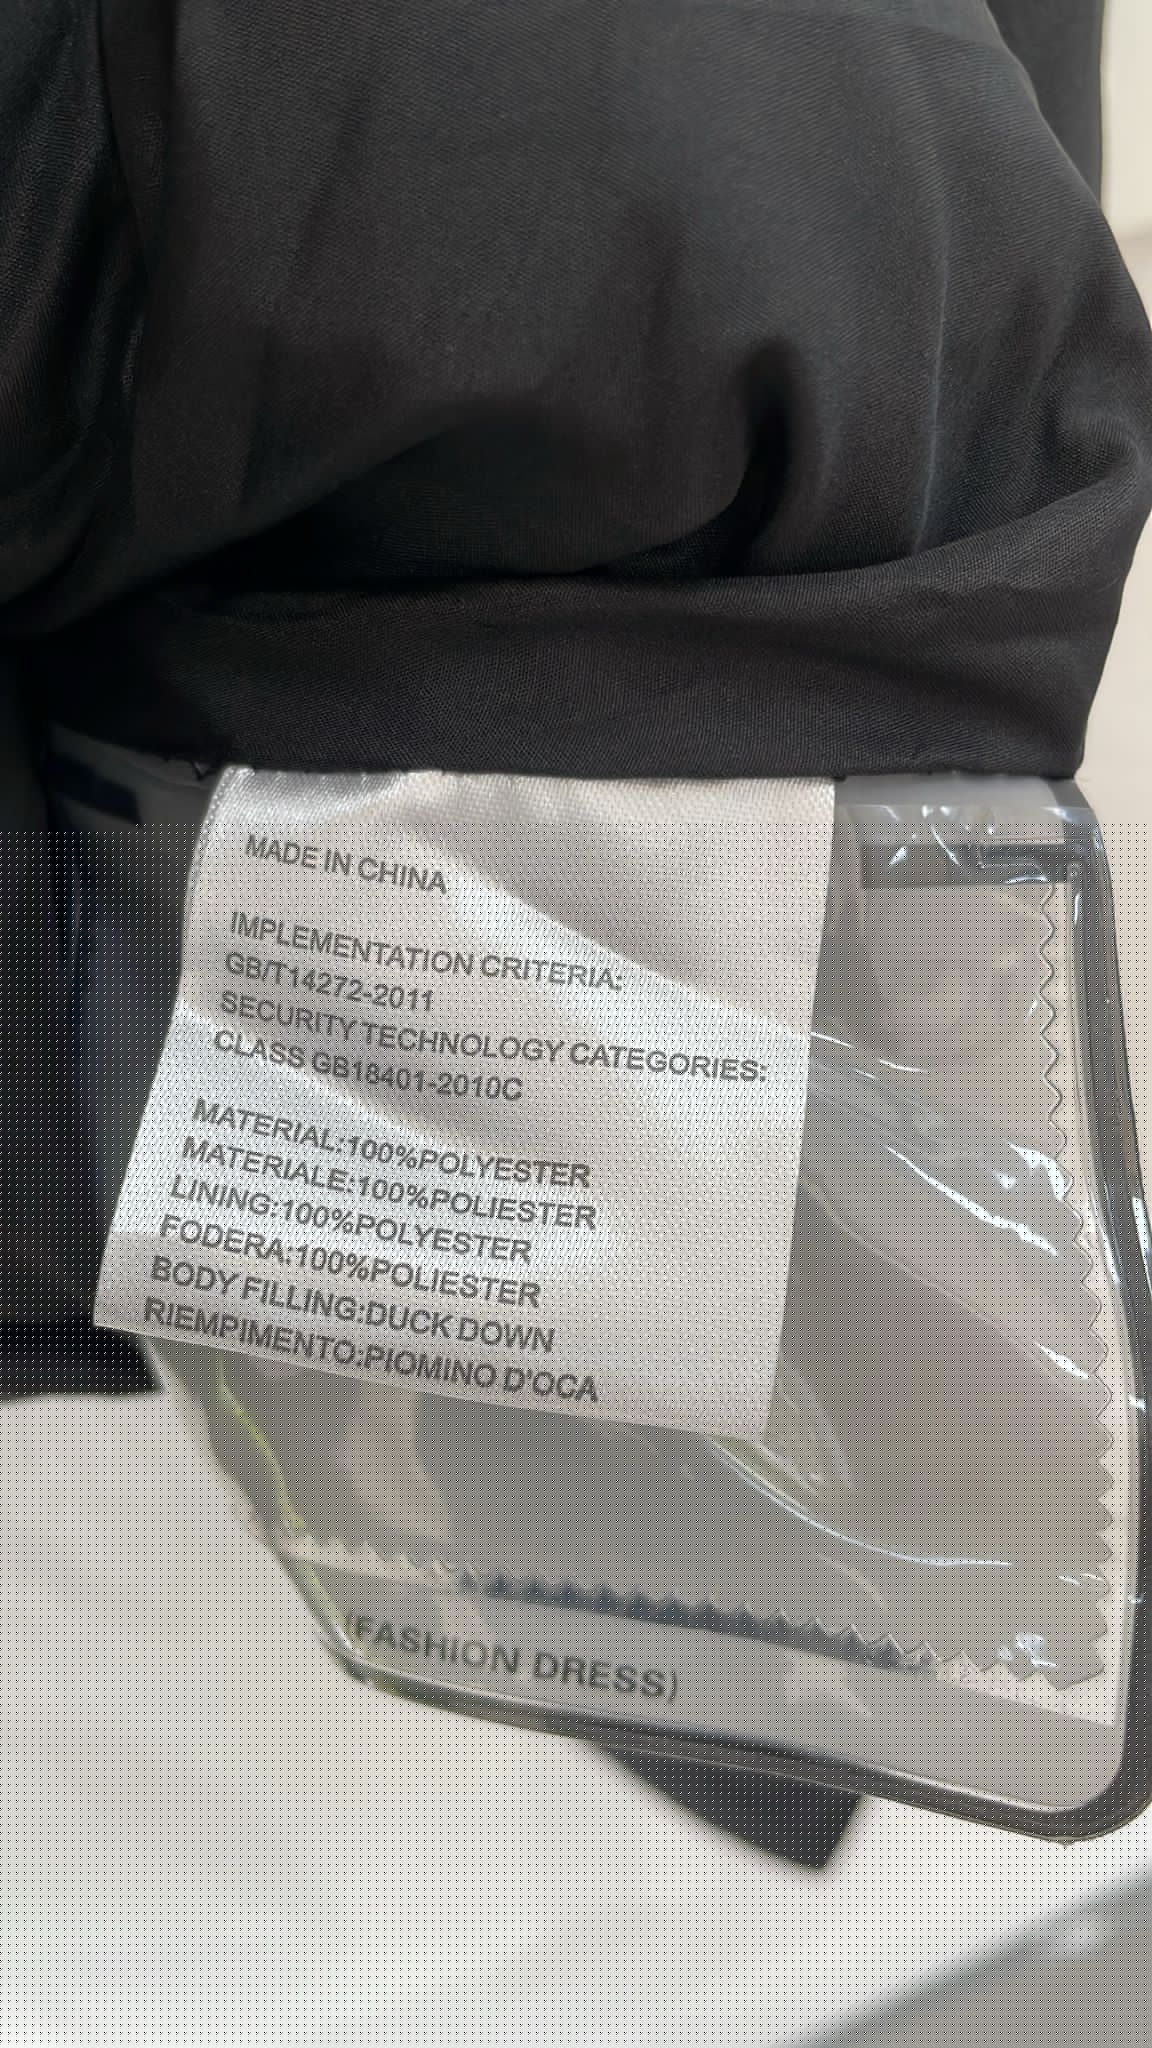 MADE IN CHINA
IMPLEMENTATION CRITERIA:
GB/T14272-2011
SECURITY TECHNOLOGY CATEGORIES:
CLASS GB18401-2010C
MATERIAL:100%POLYESTER
MATERIALE:100%POLIESTER
LINING:100%POLYESTER
FODERA:100%POLIESTER
BODY FILLING:DUCK DOWN
RIEMPIMENTO:PIOMINO D'OCA
(FASHION DRESS)